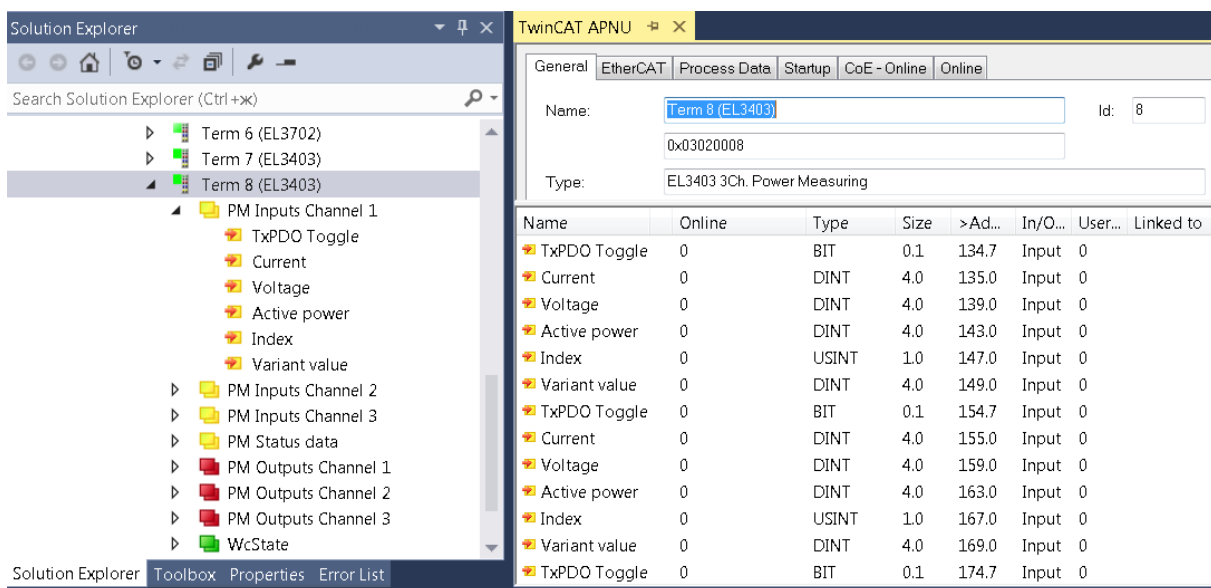 Solution Explorer
Search Solution Explorer (Ctrl+ж)
Term 6 (EL3702)
Term 7 (EL3403)
Term 8 (EL3403)
PM Inputs Channel 1
TxPDO Toggle
Current
Voltage
Active power
Index
Variant value
PM Inputs Channel 2
PM Inputs Channel 3
PM Status data
PM Outputs Channel 1
PM Outputs Channel 2
PM Outputs Channel 3
WcState
Solution Explorer Toolbox Properties Error List
TwinCAT APNU
General EtherCAT Process Data Startup CoE - Online Online
Name: Term 8 (EL3403) Id: 8
0x03020008
Type: EL3403 3Ch. Power Measuring
Name Online Type Size >Ad... In/O... User... Linked to
TxPDO Toggle 0 BIT 0.1 134.7 Input 0
Current 0 DINT 4.0 135.0 Input 0
Voltage 0 DINT 4.0 139.0 Input 0
Active power 0 DINT 4.0 143.0 Input 0
Index 0 USINT 1.0 147.0 Input 0
Variant value 0 DINT 4.0 149.0 Input 0
TxPDO Toggle 0 BIT 0.1 154.7 Input 0
Current 0 DINT 4.0 155.0 Input 0
Voltage 0 DINT 4.0 159.0 Input 0
Active power 0 DINT 4.0 163.0 Input 0
Index 0 USINT 1.0 167.0 Input 0
Variant value 0 DINT 4.0 169.0 Input 0
TxPDO Toggle 0 BIT 0.1 174.7 Input 0